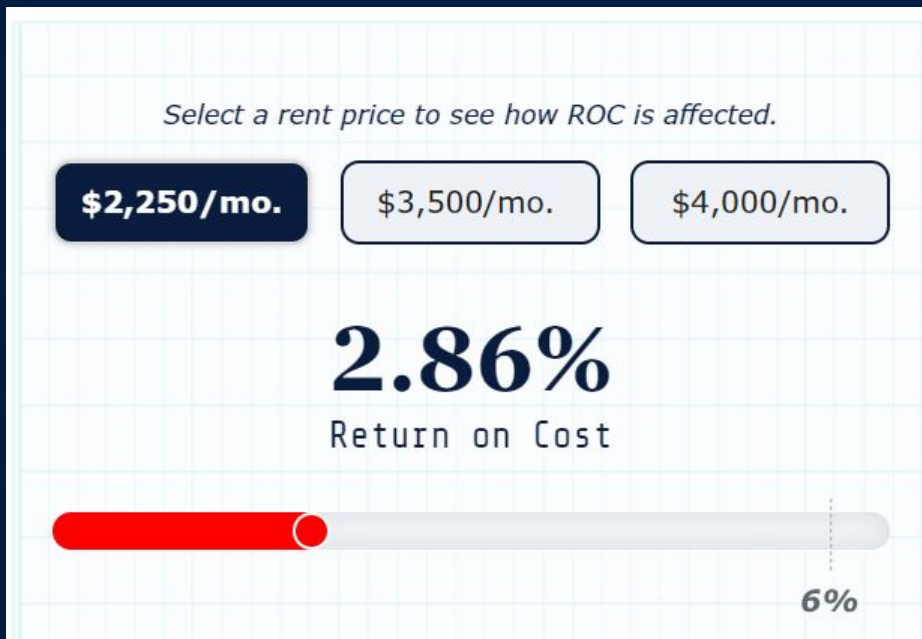 Select a rent price to see how ROC is affected.
$2,250/mo. $3,500/mo. $4,000/mo.
2.86%
Return on Cost
6%